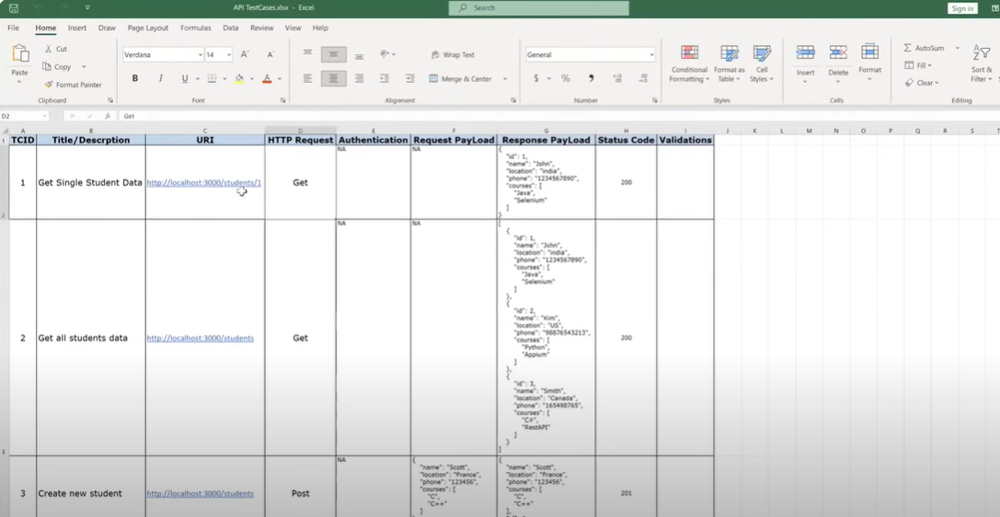 API TestCases.xlsx - Excel
Search
Sign in
File Home Insert Draw Page Layout Formulas Data Review View Help
Paste
Cut
Copy
Format Painter
Clipboard
Verdana 14
B I U
Font
Wrap Text
Merge & Center
Alignment
General
$ %
Number
Conditional Formatting
Format as Table
Cell Styles
Styles
Insert Delete Format
Cells
AutoSum
Fill
Clear
Sort & Filter
Editing
D2 fx Get
A B C D E F G H I J K L M N O P Q R S
1 TCID Title/Descrption URI HTTP Request Authentication Request PayLoad Response PayLoad Status Code Validations
2
1 Get Single Student Data http://localhost:3000/students/1 Get NA NA
{
"id": 1,
"name": "John",
"location": "india",
"phone": "1234567890",
"courses": [
"Java",
"Selenium"
]
}
200
3
2 Get all students data http://localhost:3000/students Get NA NA
[
{
"id": 1,
"name": "John",
"location": "india",
"phone": "1234567890",
"courses": [
"Java",
"Selenium"
]
},
{
"id": 2,
"name": "Kim",
"location": "US",
"phone": "98876543213",
"courses": [
"Python",
"Appium"
]
},
{
"id": 3,
"name": "Smith",
"location": "Canada",
"phone": "165498765",
"courses": [
"C#",
"RestAPI"
]
}
]
200
3 Create new student http://localhost:3000/students Post NA
{
"name": "Scott",
"location": "France",
"phone": "123456",
"courses": [
"C",
"C++"
]
{
"name": "Scott",
"location": "France",
"phone": "123456",
"courses": [
"C",
"C++"
],
201